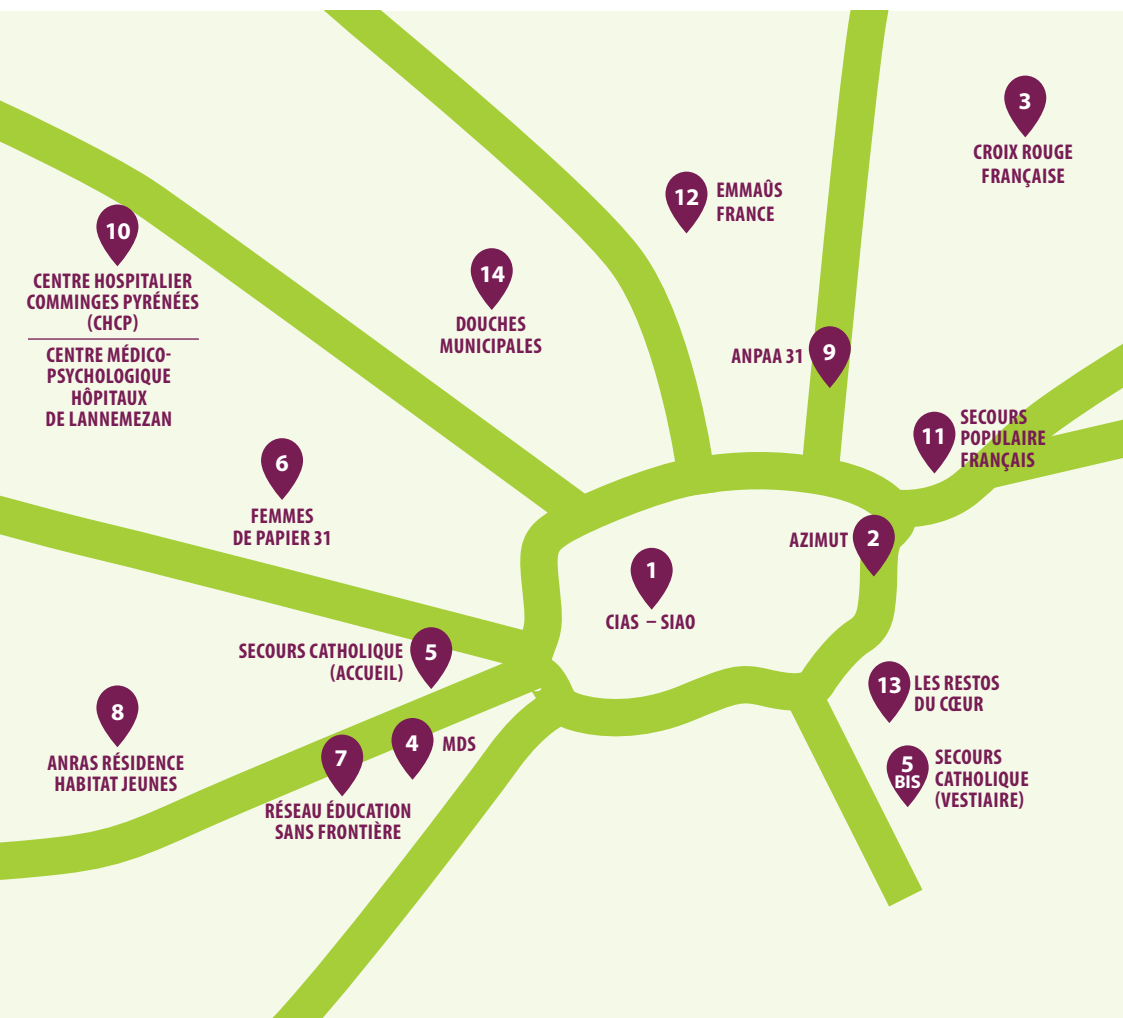 3
CROIX ROUGE
FRANÇAISE
12
EMMAÛS
FRANCE
10
CENTRE HOSPITALIER
COMMINGES PYRÉNÉES
(CHCP)
CENTRE MÉDICO-
PSYCHOLOGIQUE
HÔPITAUX
DE LANNEMEZAN
14
DOUCHES
MUNICIPALES
ANPAA 31
9
11
SECOURS
POPULAIRE
FRANÇAIS
6
FEMMES
DE PAPIER 31
AZIMUT
2
1
CIAS – SIAO
SECOURS CATHOLIQUE
(ACCUEIL)
5
13
LES RESTOS
DU CŒUR
8
ANRAS RÉSIDENCE
HABITAT JEUNES
4
MDS
7
RÉSEAU ÉDUCATION
SANS FRONTIÈRE
5
BIS
SECOURS
CATHOLIQUE
(VESTIAIRE)